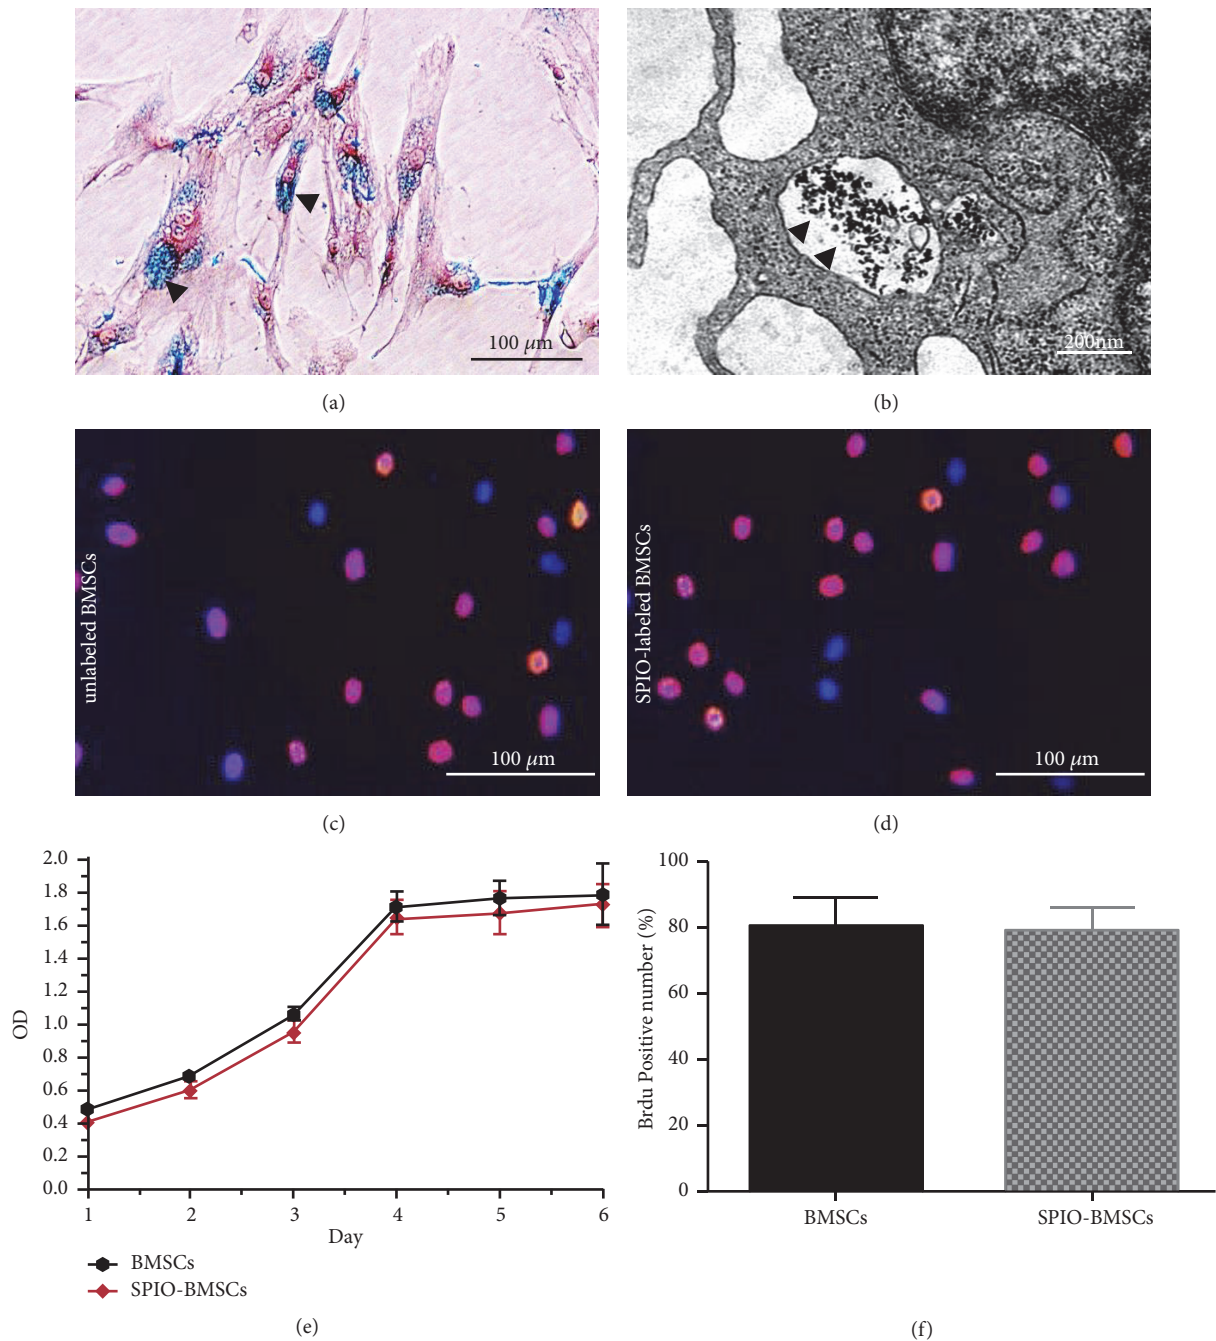 100 μm
200nm
(a)
(b)
unlabeled BMSCs
100 μm
SPIO-labeled BMSCs
100 μm
(c)
(d)
2.0
1.8
1.6
1.4
1.2
1.0
0.8
0.6
0.4
0.2
0.0
OD
1 2 3 4 5 6
Day
BMSCs
SPIO-BMSCs
(e)
100
80
60
40
20
0
Brdu Positive number (%)
BMSCs SPIO-BMSCs
(f)